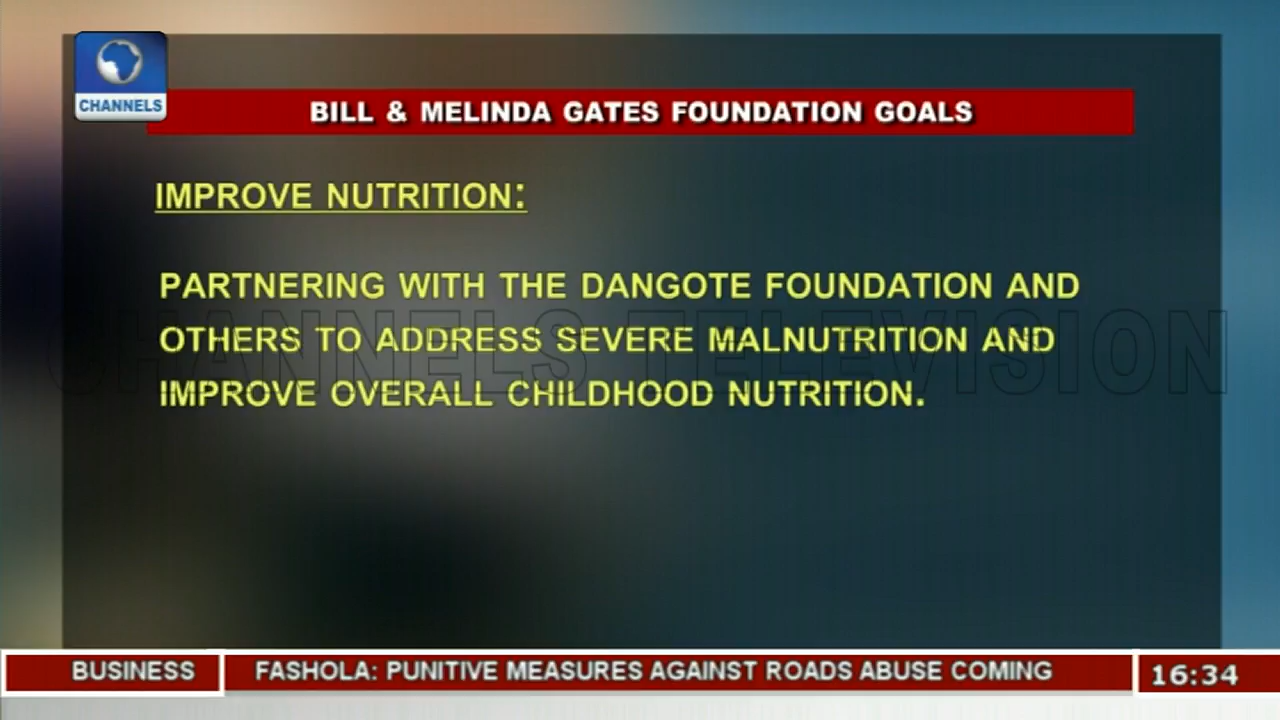 CHANNELS
BILL & MELINDA GATES FOUNDATION GOALS
IMPROVE NUTRITION:
PARTNERING WITH THE DANGOTE FOUNDATION AND
OTHERS TO ADDRESS SEVERE MALNUTRITION AND
IMPROVE OVERALL CHILDHOOD NUTRITION.
CHANNELS TELEVISION
BUSINESS
FASHOLA: PUNITIVE MEASURES AGAINST ROADS ABUSE COMING
16:34